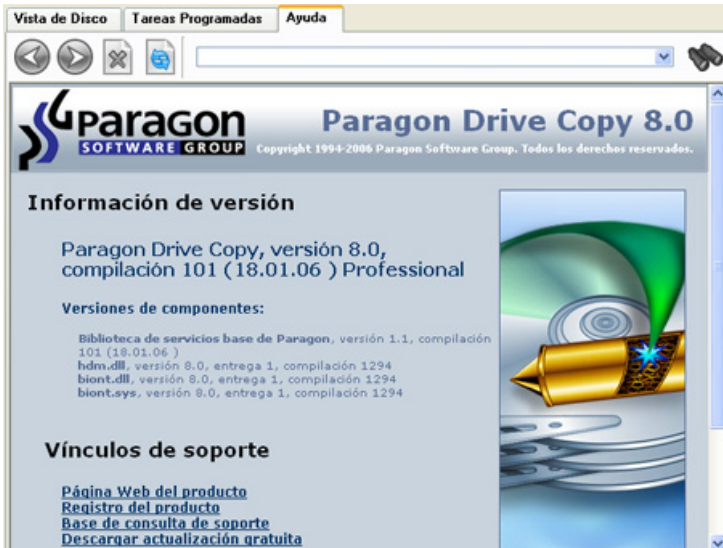 Vista de Disco Tareas Programadas Ayuda
Paragon
SOFTWARE GROUP
Paragon Drive Copy 8.0
Copyright 1994-2006 Paragon Software Group. Todos los derechos reservados.
Información de versión
Paragon Drive Copy, versión 8.0,
compilación 101 (18.01.06 ) Professional
Versiones de componentes:
Biblioteca de servicios base de Paragon, versión 1.1, compilación
101 (18.01.06 )
hdm.dll, versión 8.0, entrega 1, compilación 1294
biont.dll, versión 8.0, entrega 1, compilación 1294
biont.sys, versión 8.0, entrega 1, compilación 1294
Vínculos de soporte
Página Web del producto
Registro del producto
Base de consulta de soporte
Descargar actualización gratuita